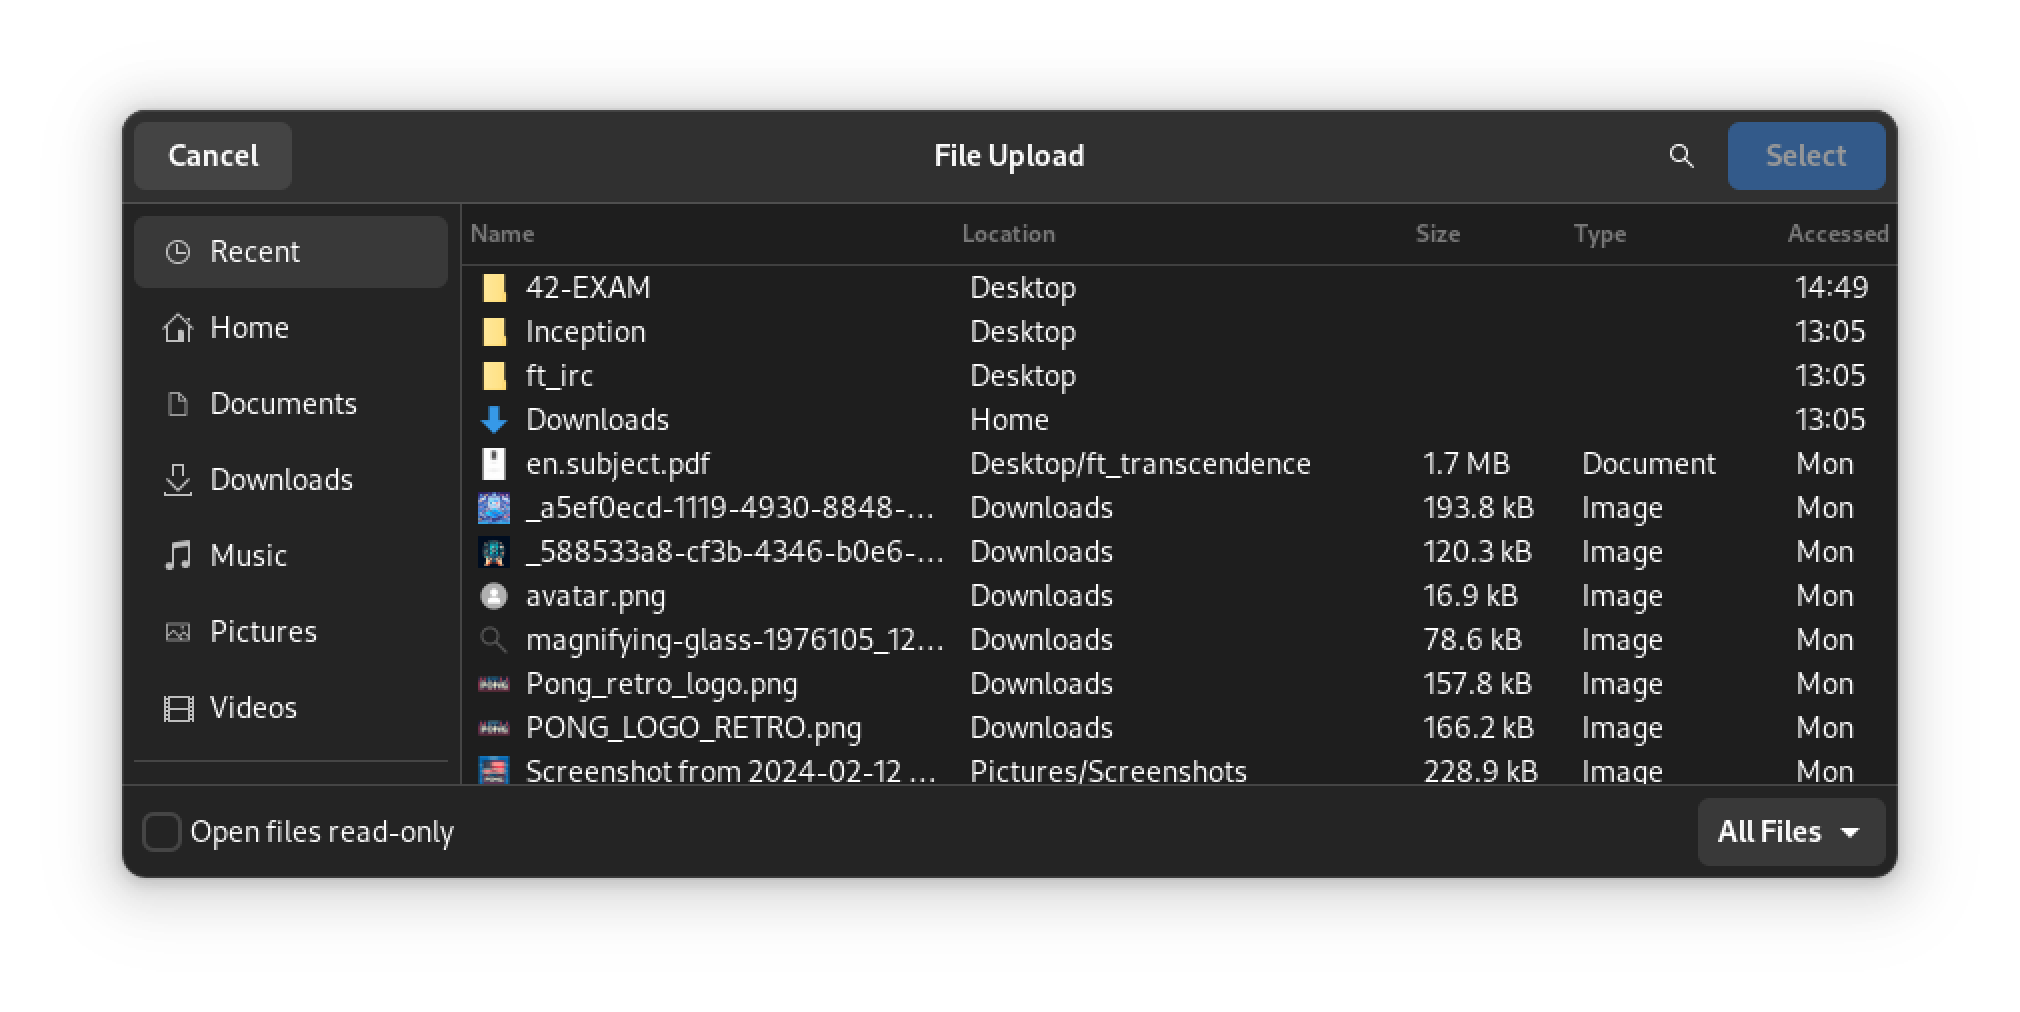 Cancel File Upload Select
Name Location Size Type Accessed
Recent
Home
Documents
Downloads
Music
Pictures
Videos
42-EXAM Desktop 14:49
Inception Desktop 13:05
ft_irc Desktop 13:05
Downloads Home 13:05
en.subject.pdf Desktop/ft_transcendence 1.7 MB Document Mon
_a5ef0ecd-1119-4930-8848-... Downloads 193.8 kB Image Mon
_588533a8-cf3b-4346-b0e6-... Downloads 120.3 kB Image Mon
avatar.png Downloads 16.9 kB Image Mon
magnifying-glass-1976105_12... Downloads 78.6 kB Image Mon
Pong_retro_logo.png Downloads 157.8 kB Image Mon
PONG_LOGO_RETRO.png Downloads 166.2 kB Image Mon
Screenshot from 2024-02-12 ... Pictures/Screenshots 228.9 kB Image Mon
Open files read-only All Files